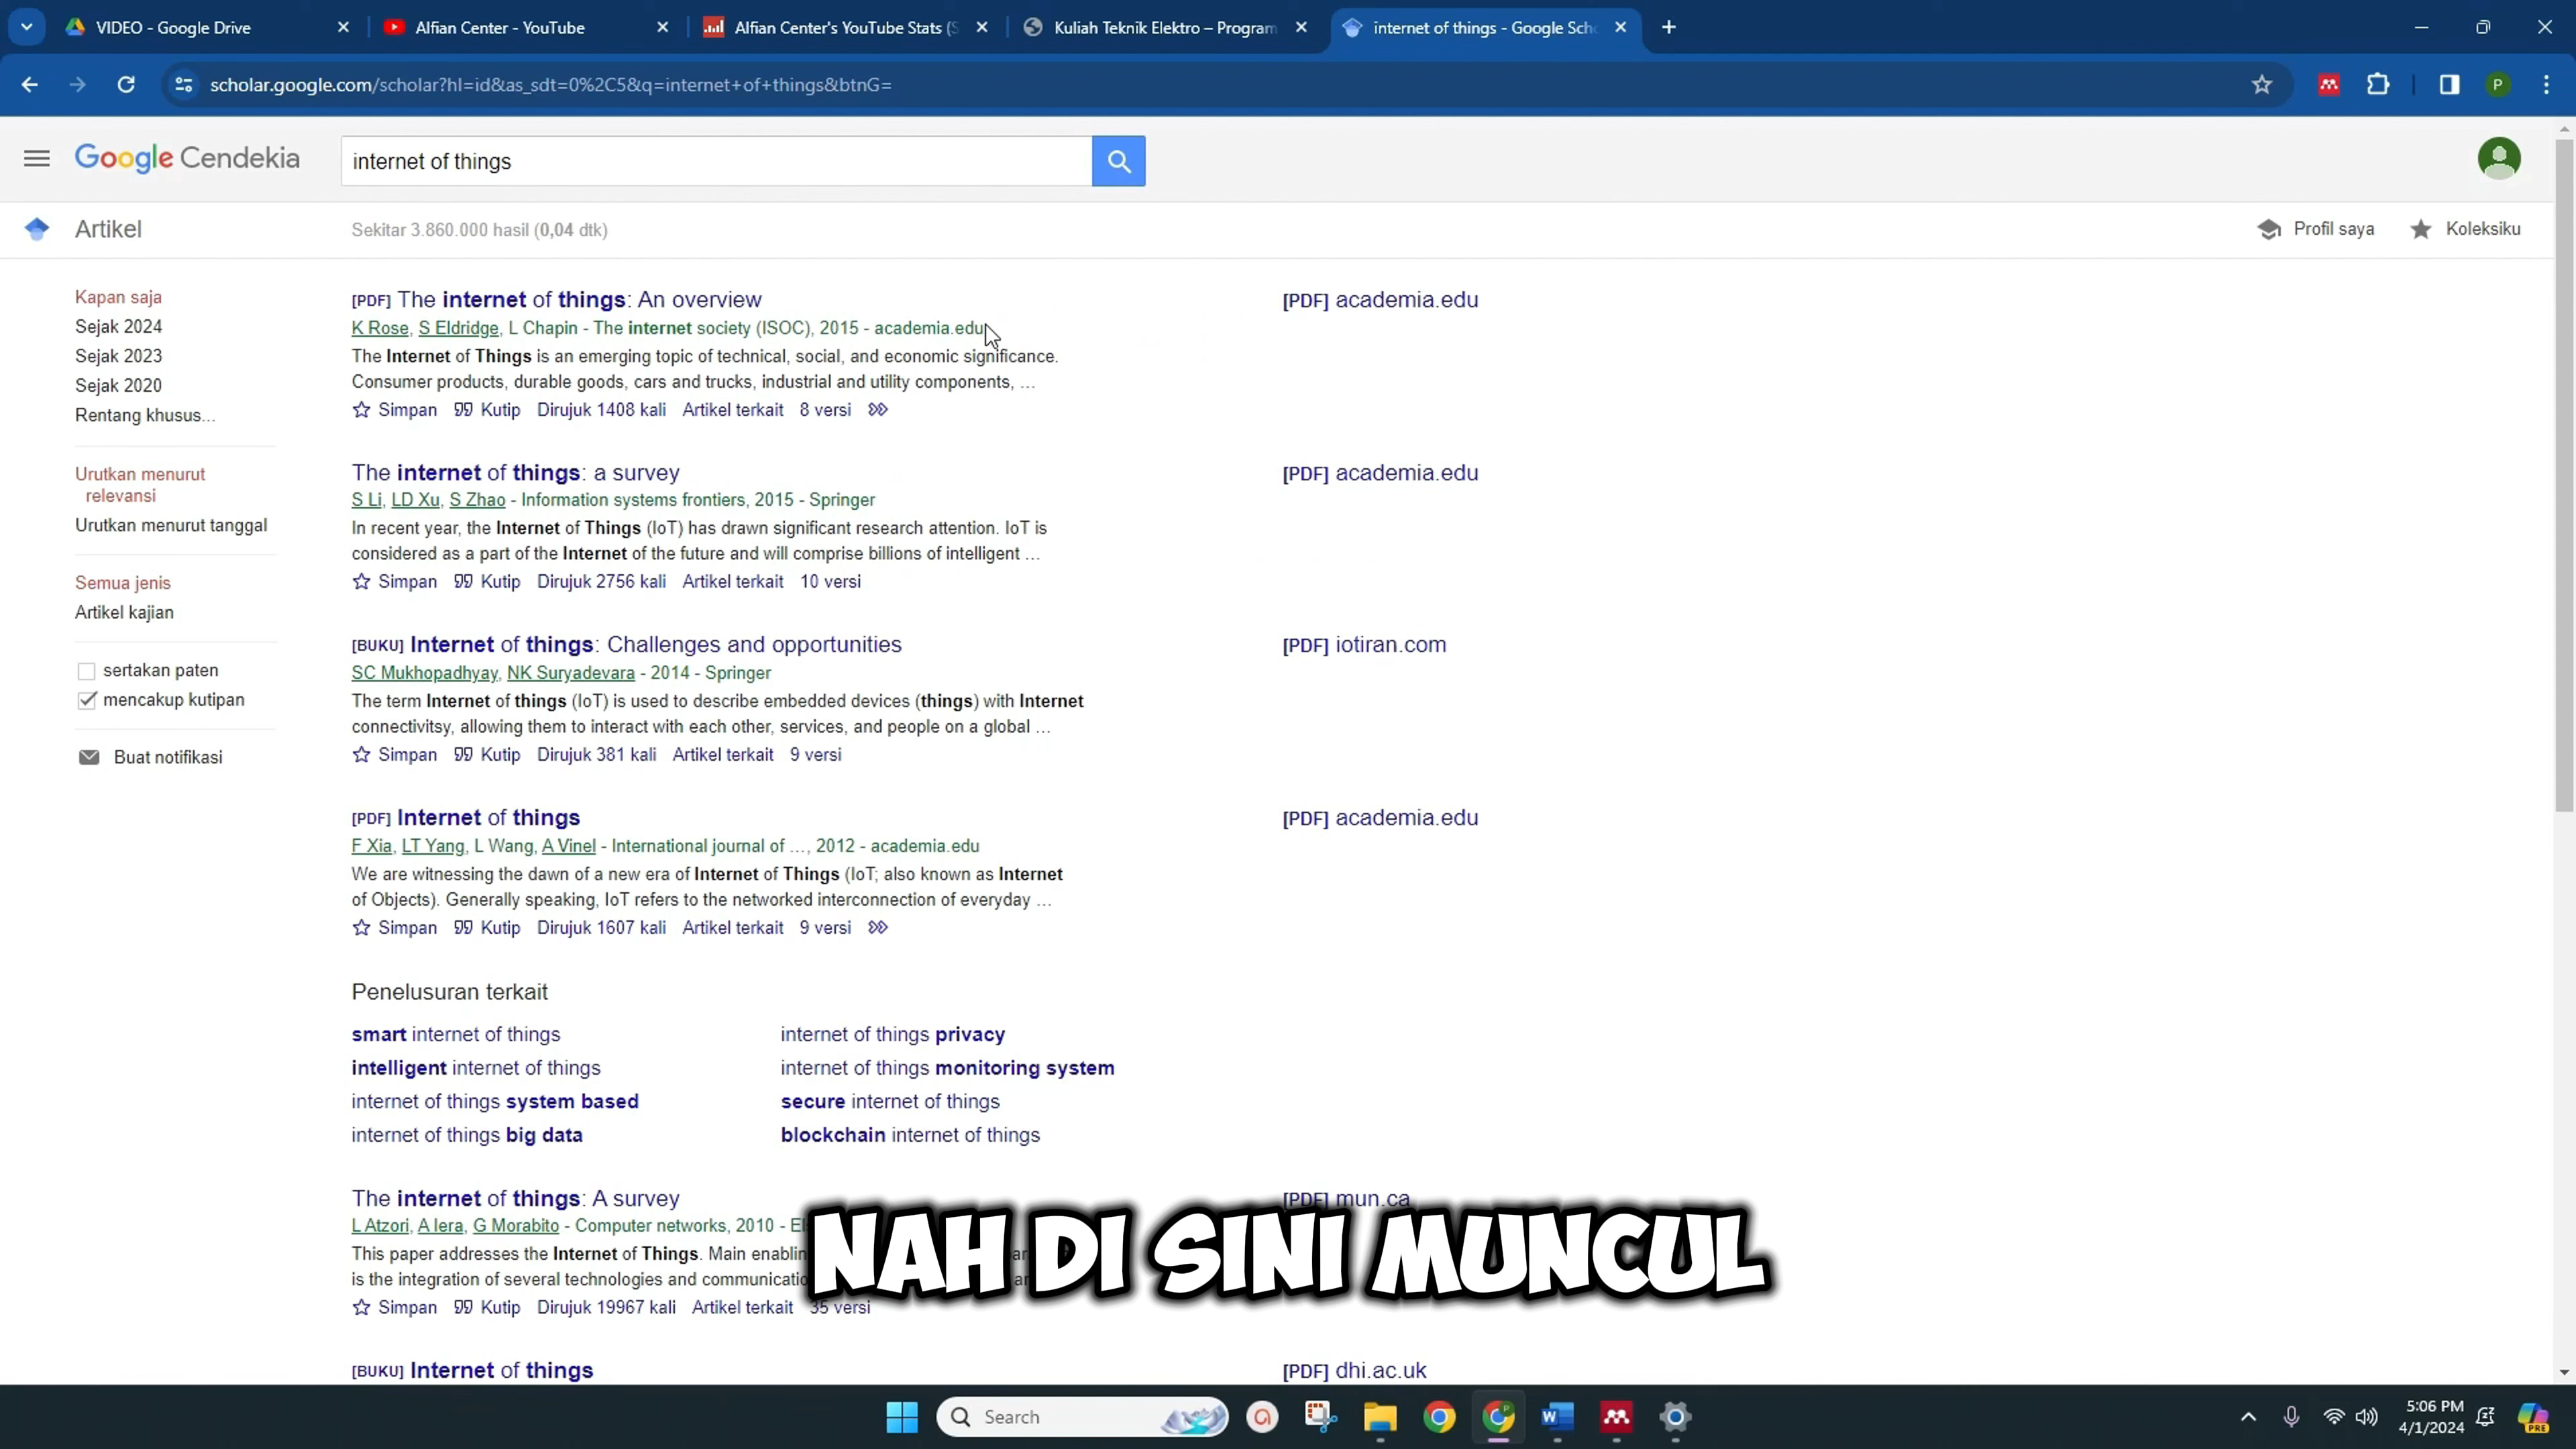 VIDEO - Google Drive
Alfian Center - YouTube
Alfian Center's YouTube Stats (S
Kuliah Teknik Elektro – Program
internet of things - Google Scho
scholar.google.com/scholar?hl=id&as_sdt=0%2C5&q=internet+of+things&btnG=
P
Google Cendekia
internet of things
Artikel
Sekitar 3.860.000 hasil (0,04 dtk)
Profil saya
Koleksiku
Kapan saja
Sejak 2024
Sejak 2023
Sejak 2020
Rentang khusus...
Urutkan menurut
relevansi
Urutkan menurut tanggal
Semua jenis
Artikel kajian
sertakan paten
mencakup kutipan
Buat notifikasi
[PDF] The internet of things: An overview
K Rose, S Eldridge, L Chapin - The internet society (ISOC), 2015 - academia.edu
The Internet of Things is an emerging topic of technical, social, and economic significance.
Consumer products, durable goods, cars and trucks, industrial and utility components, ...
Simpan Kutip Dirujuk 1408 kali Artikel terkait 8 versi
[PDF] academia.edu
The internet of things: a survey
S Li, LD Xu, S Zhao - Information systems frontiers, 2015 - Springer
In recent year, the Internet of Things (IoT) has drawn significant research attention. IoT is
considered as a part of the Internet of the future and will comprise billions of intelligent ...
Simpan Kutip Dirujuk 2756 kali Artikel terkait 10 versi
[PDF] academia.edu
[BUKU] Internet of things: Challenges and opportunities
SC Mukhopadhyay, NK Suryadevara - 2014 - Springer
The term Internet of things (IoT) is used to describe embedded devices (things) with Internet
connectivitsy, allowing them to interact with each other, services, and people on a global ...
Simpan Kutip Dirujuk 381 kali Artikel terkait 9 versi
[PDF] iotiran.com
[PDF] Internet of things
F Xia, LT Yang, L Wang, A Vinel - International journal of ..., 2012 - academia.edu
We are witnessing the dawn of a new era of Internet of Things (IoT; also known as Internet
of Objects). Generally speaking, IoT refers to the networked interconnection of everyday ...
Simpan Kutip Dirujuk 1607 kali Artikel terkait 9 versi
[PDF] academia.edu
Penelusuran terkait
smart internet of things
internet of things privacy
intelligent internet of things
internet of things monitoring system
internet of things system based
secure internet of things
internet of things big data
blockchain internet of things
The internet of things: A survey
L Atzori, A Iera, G Morabito - Computer networks, 2010 -
This paper addresses the Internet of Things. Main
is the integration of several technologies and
Simpan Kutip Dirujuk 19967 kali Artikel terkait 35 versi
[PDF] mun.ca
NAH DI SINI MUNCUL
[BUKU] Internet of things
[PDF] dhi.ac.uk
Search
5:06 PM
4/1/2024